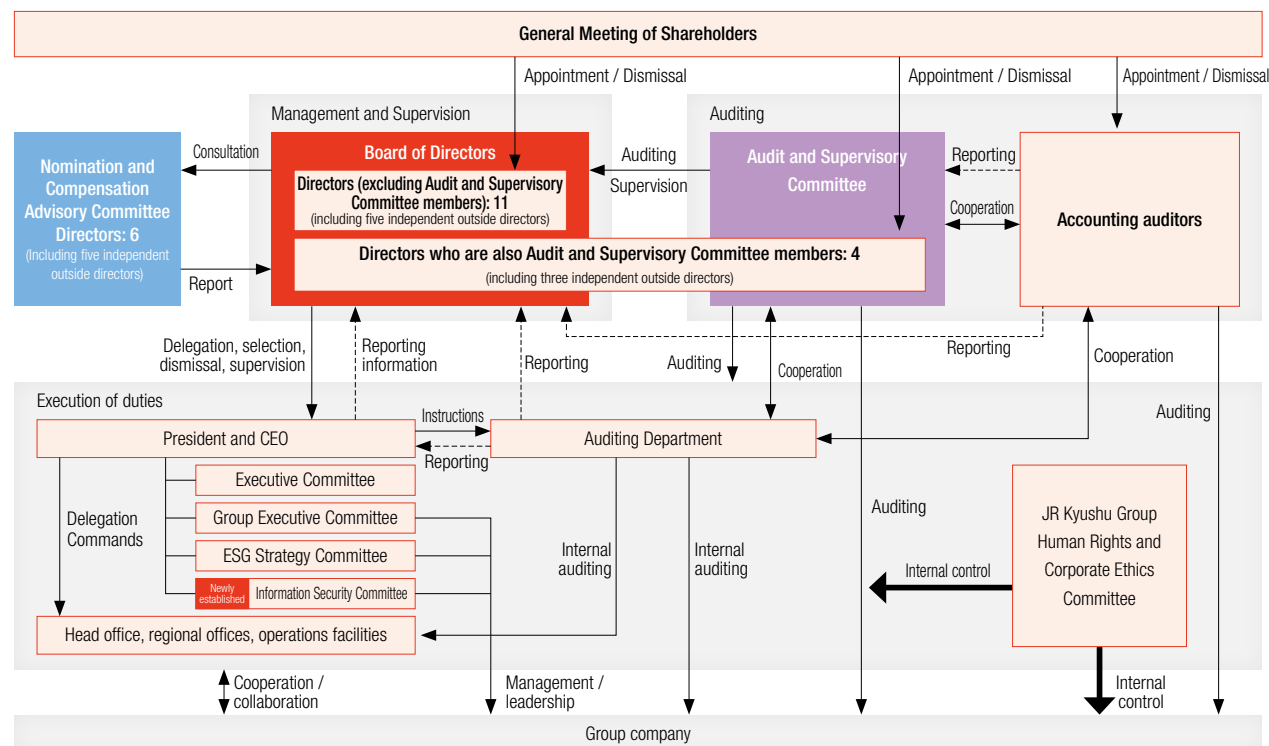 General Meeting of Shareholders
Appointment / Dismissal
Appointment / Dismissal
Appointment / Dismissal
Management and Supervision
Auditing
Nomination and
Compensation
Advisory Committee
Directors: 6
(Including five independent
outside directors)
Consultation
Report
Board of Directors
Directors (excluding Audit and Supervisory
Committee members): 11
(including five independent outside directors)
Auditing
Supervision
Audit and Supervisory
Committee
Directors who are also Audit and Supervisory Committee members: 4
(including three independent outside directors)
Reporting
Cooperation
Accounting auditors
Delegation, selection,
dismissal, supervision
Reporting
information
Reporting
Auditing
Cooperation
Reporting
Cooperation
Auditing
Execution of duties
President and CEO
Instructions
Reporting
Auditing Department
Executive Committee
Group Executive Committee
ESG Strategy Committee
Newly
established
Information Security Committee
Delegation
Commands
Head office, regional offices, operations facilities
Internal
auditing
Internal
auditing
Auditing
Internal control
JR Kyushu Group
Human Rights and
Corporate Ethics
Committee
Cooperation /
collaboration
Management /
leadership
Internal
control
Group company